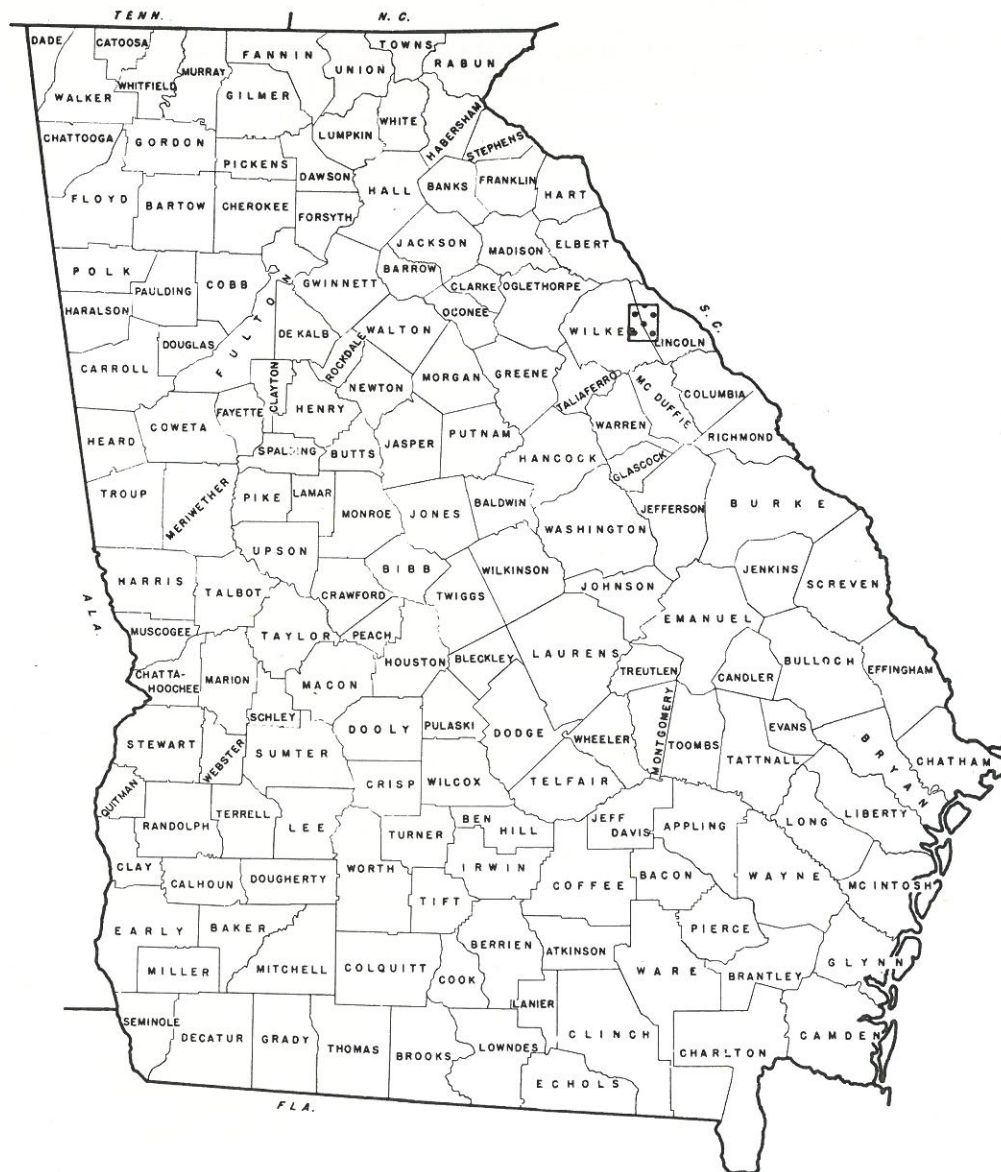 TENN. N. C.
DADE
CATOOSA
WHITFIELD
MURRAY
FANNIN
UNION
TOWNS
RABUN
WALKER
GILMER
LUMPKIN
WHITE
HABERSHAM
STEPHENS
CHATTOOGA
GORDON
PICKENS
DAWSON
HALL
BANKS
FRANKLIN
HART
FLOYD
BARTOW
CHEROKEE
FORSYTH
JACKSON
MADISON
ELBERT
POLK
PAULDING
COBB
FULTON
GWINNETT
BARROW
CLARKE
OGLETHORPE
HARALSON
OCONEE
S. C.
DOUGLAS
DE KALB
ROCKDALE
WALTON
WILKES
LINCOLN
CARROLL
CLAYTON
NEWTON
MORGAN
GREENE
TALIAFERRO
MC DUFFIE
COLUMBIA
HEARD
COWETA
FAYETTE
HENRY
SPALDING
BUTTS
JASPER
PUTNAM
HANCOCK
WARREN
GLASCOCK
RICHMOND
TROUP
MERIWETHER
PIKE
LAMAR
MONROE
JONES
BALDWIN
WASHINGTON
JEFFERSON
BURKE
UPSON
HARRIS
TALBOT
CRAWFORD
BIBB
TWIGGS
WILKINSON
JOHNSON
JENKINS
SCREVEN
ALA.
MUSCOGEE
TAYLOR
PEACH
HOUSTON
BLECKLEY
LAURENS
TREUTLEN
EMANUEL
CANDLER
BULLOCH
EFFINGHAM
CHATTA-
HOOCHEE
MARION
MACON
SCHLEY
DOOLY
PULASKI
DODGE
WHEELER
MONTGOMERY
TOOMBS
TATTNALL
EVANS
BRYAN
CHATHAM
STEWART
WEBSTER
SUMTER
CRISP
WILCOX
TELFAIR
QUITMAN
RANDOLPH
TERRELL
LEE
TURNER
BEN HILL
JEFF
DAVIS
APPLING
LONG
LIBERTY
CLAY
CALHOUN
DOUGHERTY
WORTH
IRWIN
TIFT
COFFEE
BACON
WAYNE
MCINTOSH
EARLY
BAKER
MILLER
MITCHELL
COLQUITT
COOK
BERRIEN
ATKINSON
WARE
PIERCE
BRANTLEY
GLYNN
LANIER
SEMINOLE
DECATUR
GRADY
THOMAS
BROOKS
LOWNDES
CLINCH
ECHOLS
CHARLTON
CAMDEN
FLA.